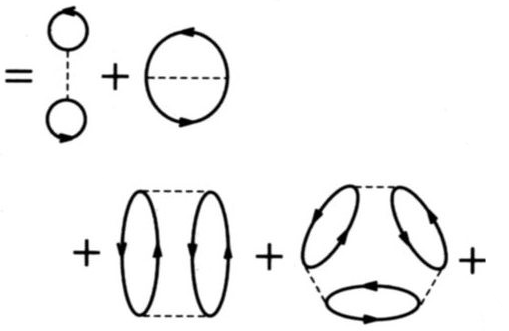 = +
+ + +